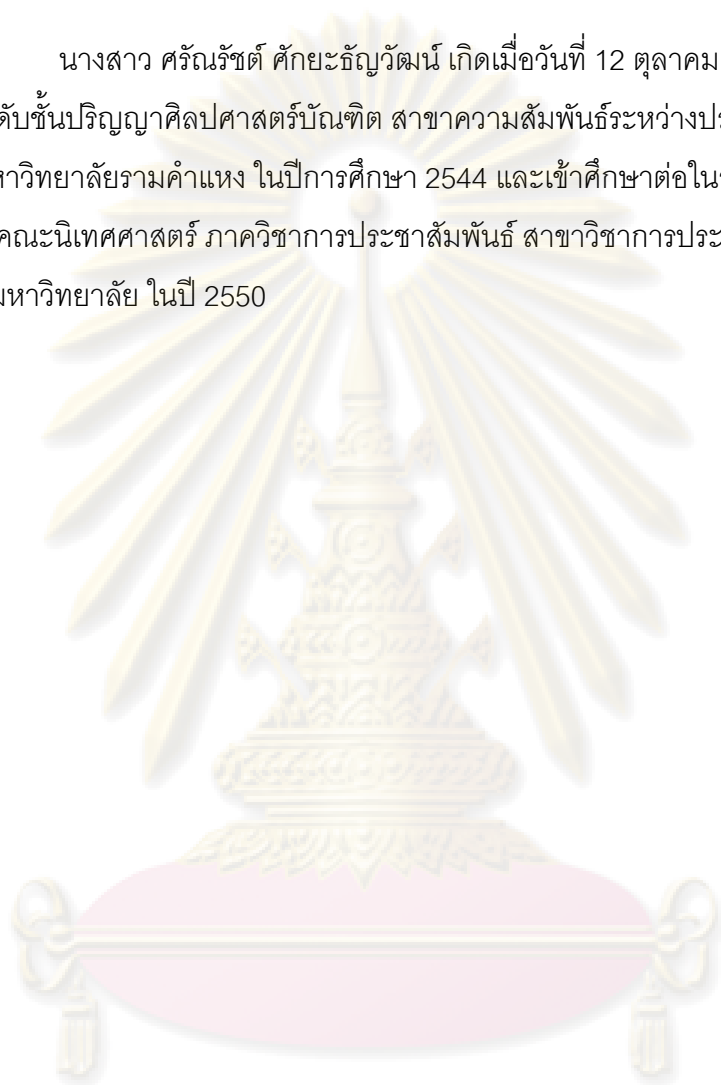 นางสาว ศรัณรัชต์ ศักยะธัญวัฒน์ เกิดเมื่อวันที่ 12 ตุลาคม
ดับชั้นปริญญาศิลปศาสตร์บัณฑิต สาขาความสัมพันธ์ระหว่างประ
หาวิทยาลัยรามคำแหง ในปีการศึกษา 2544 และเข้าศึกษาต่อใน
คณะนิเทศศาสตร์ ภาควิชาการประชาสัมพันธ์ สาขาวิชาการประ
มหาวิทยาลัย ในปี 2550